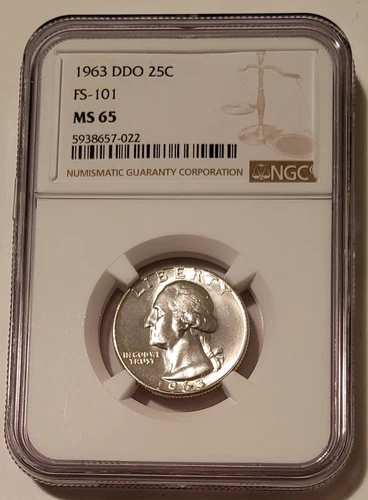 1963 DDO 25C
FS-101
MS 65
5938657-022
NUMISMATIC GUARANTY CORPORATION
NGC
LIBERTY
IN GOD WE
TRUST
1963